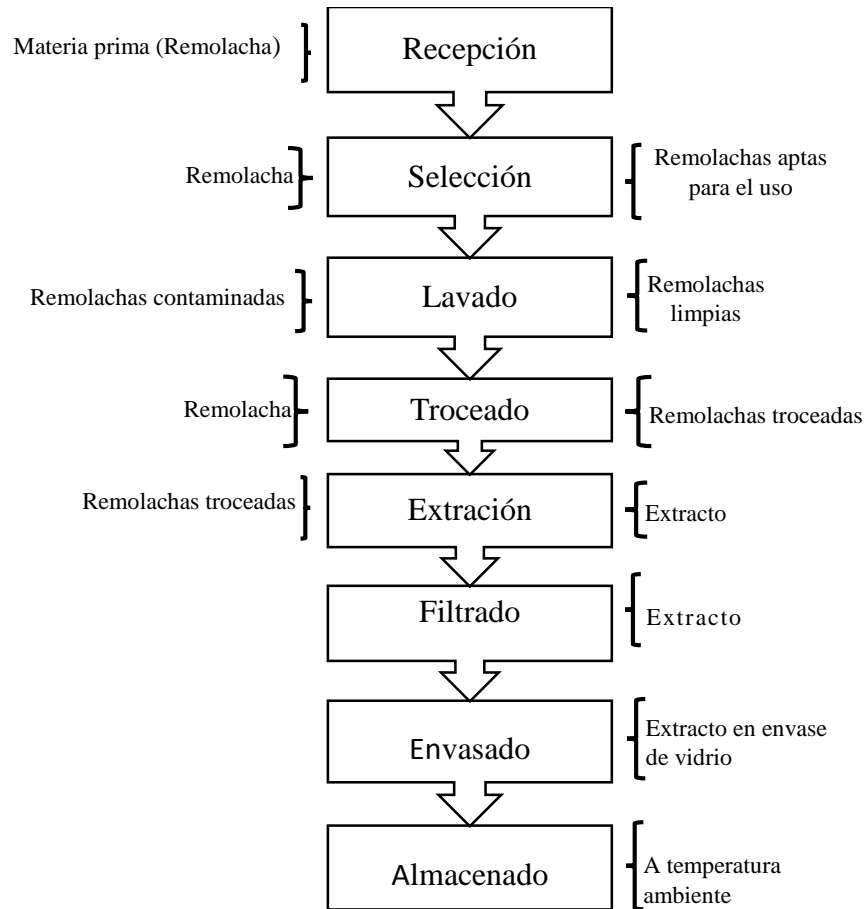 Materia prima (Remolacha)
Recepción
Remolacha
Selección
Remolachas aptas
para el uso
Remolachas contaminadas
Lavado
Remolachas
limpias
Remolacha
Troceado
Remolachas troceadas
Remolachas troceadas
Extración
Extracto
Filtrado
Extracto
Envasado
Extracto en envase
de vidrio
Almacenado
A temperatura
ambiente